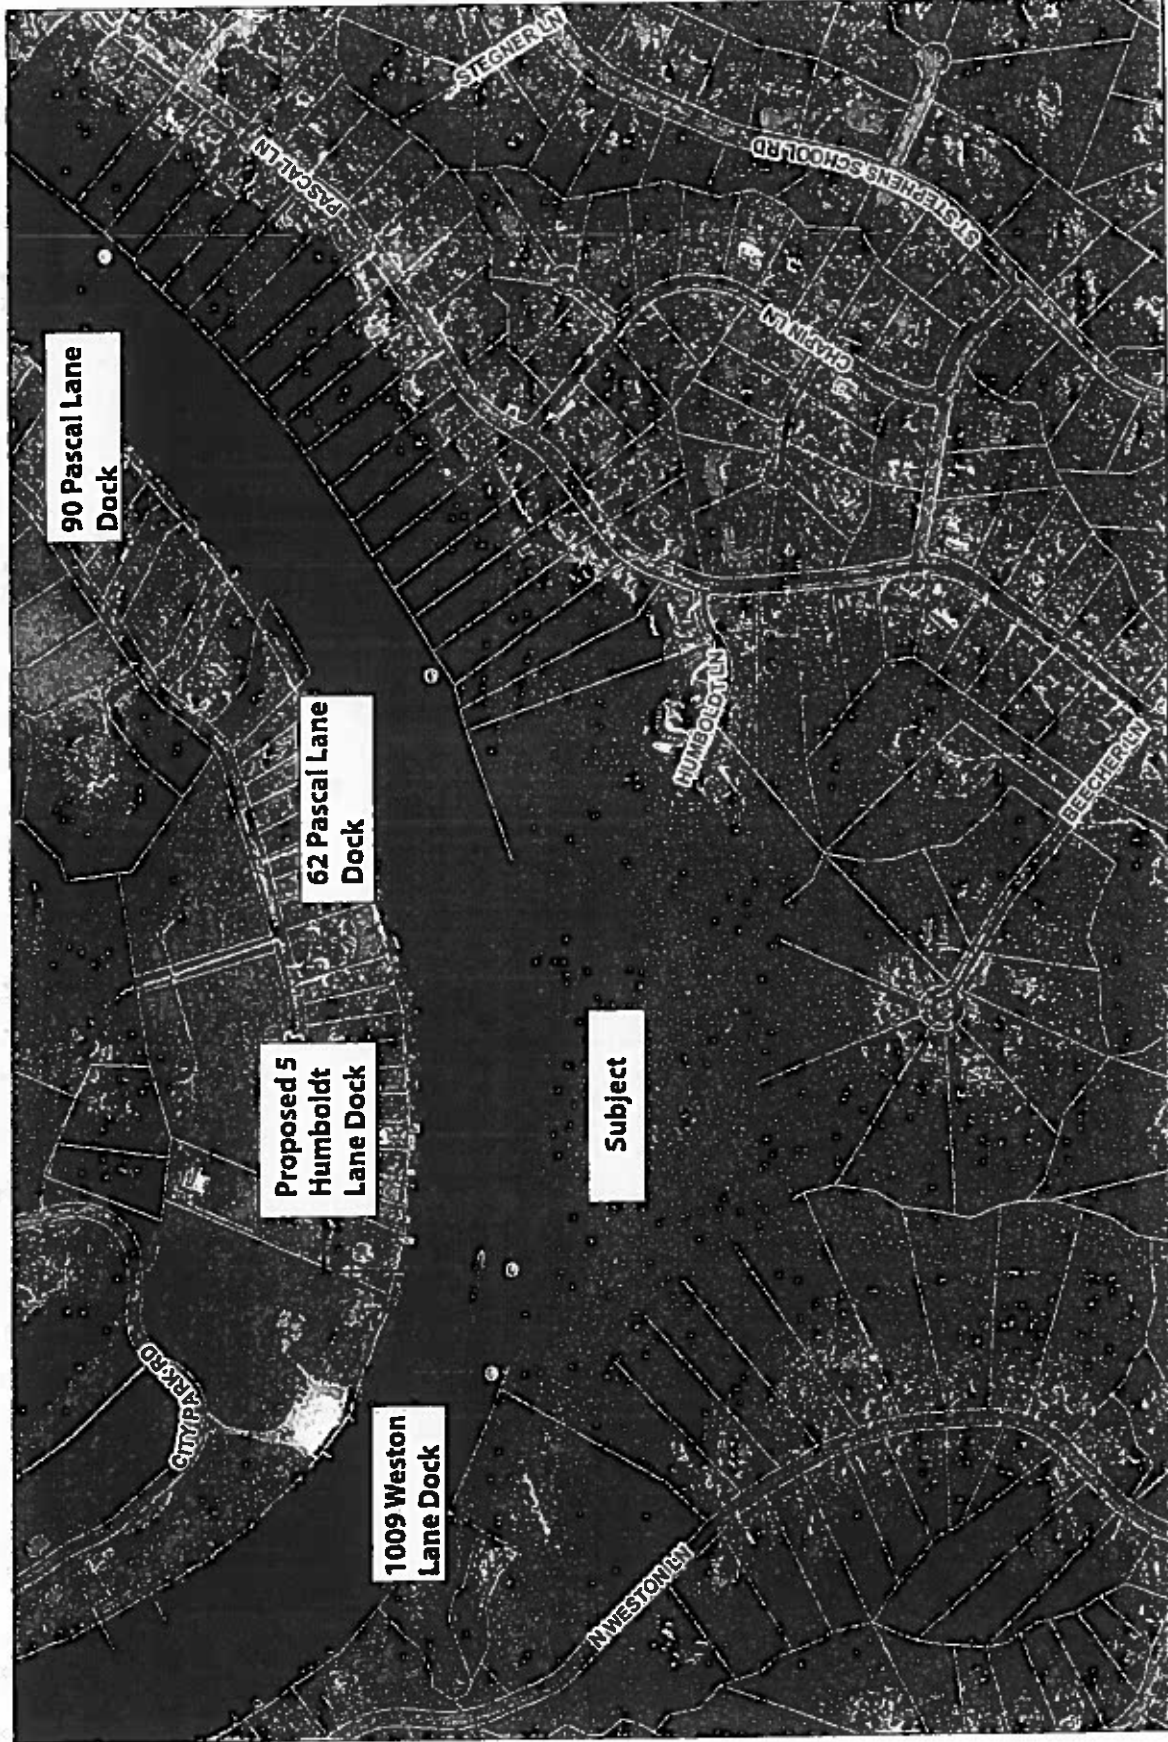 90 Pascal Lane
Dock
62 Pascal Lane
Dock
Proposed 5
Humboldt
Lane Dock
1009 Weston
Lane Dock
Subject
STEGNER LN
PASCAL LN
ST STEPHENS SCHOOL RD
CHAPIN LN
HUMBOLDT LN
BEECHER LN
CITY PARK RD
N WESTON LN